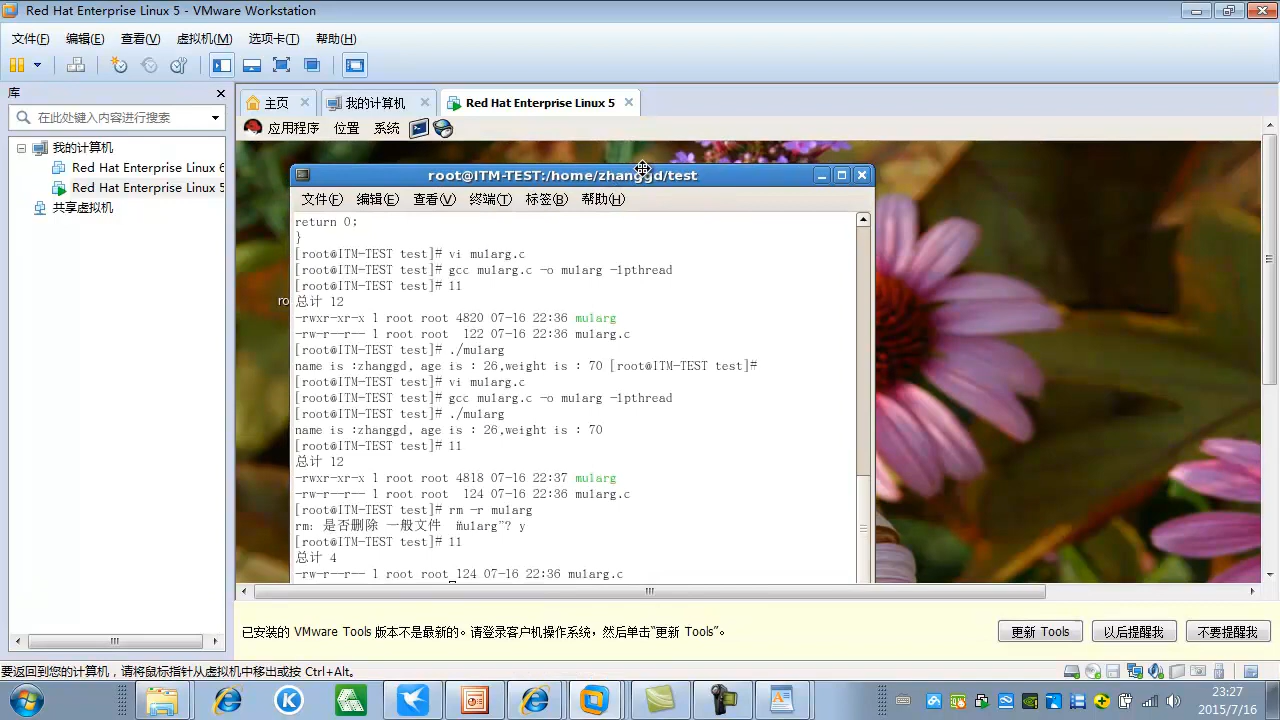 Red Hat Enterprise Linux 5 - VMware Workstation
文件(F) 编辑(E) 查看(V) 虚拟机(M) 选项卡(T) 帮助(H)
库
在此处键入内容进行搜索
我的计算机
Red Hat Enterprise Linux 6
Red Hat Enterprise Linux 5
共享虚拟机
主页 我的计算机 Red Hat Enterprise Linux 5
应用程序 位置 系统
root@ITM-TEST:/home/zhanggd/test
文件(F) 编辑(E) 查看(V) 终端(T) 标签(B) 帮助(H)
ro
return 0;
}
[root@ITM-TEST test]# vi mularg.c
[root@ITM-TEST test]# gcc mularg.c -o mularg -lpthread
[root@ITM-TEST test]# ll
总计 12
-rwxr-xr-x 1 root root 4820 07-16 22:36 mularg
-rw-r--r-- 1 root root  122 07-16 22:36 mularg.c
[root@ITM-TEST test]# ./mularg
name is :zhanggd, age is : 26,weight is : 70 [root@ITM-TEST test]#
[root@ITM-TEST test]# vi mularg.c
[root@ITM-TEST test]# gcc mularg.c -o mularg -lpthread
[root@ITM-TEST test]# ./mularg
name is :zhanggd, age is : 26,weight is : 70
[root@ITM-TEST test]# ll
总计 12
-rwxr-xr-x 1 root root 4818 07-16 22:37 mularg
-rw-r--r-- 1 root root  124 07-16 22:36 mularg.c
[root@ITM-TEST test]# rm -r mularg
rm: 是否删除 一般文件 “mularg”? y
[root@ITM-TEST test]# ll
总计 4
-rw-r--r-- 1 root root 124 07-16 22:36 mularg.c
已安装的 VMware Tools 版本不是最新的。请登录客户机操作系统，然后单击“更新 Tools”。
更新 Tools 以后提醒我 不要提醒我
要返回到您的计算机，请将鼠标指针从虚拟机中移出或按 Ctrl+Alt。
23:27
2015/7/16